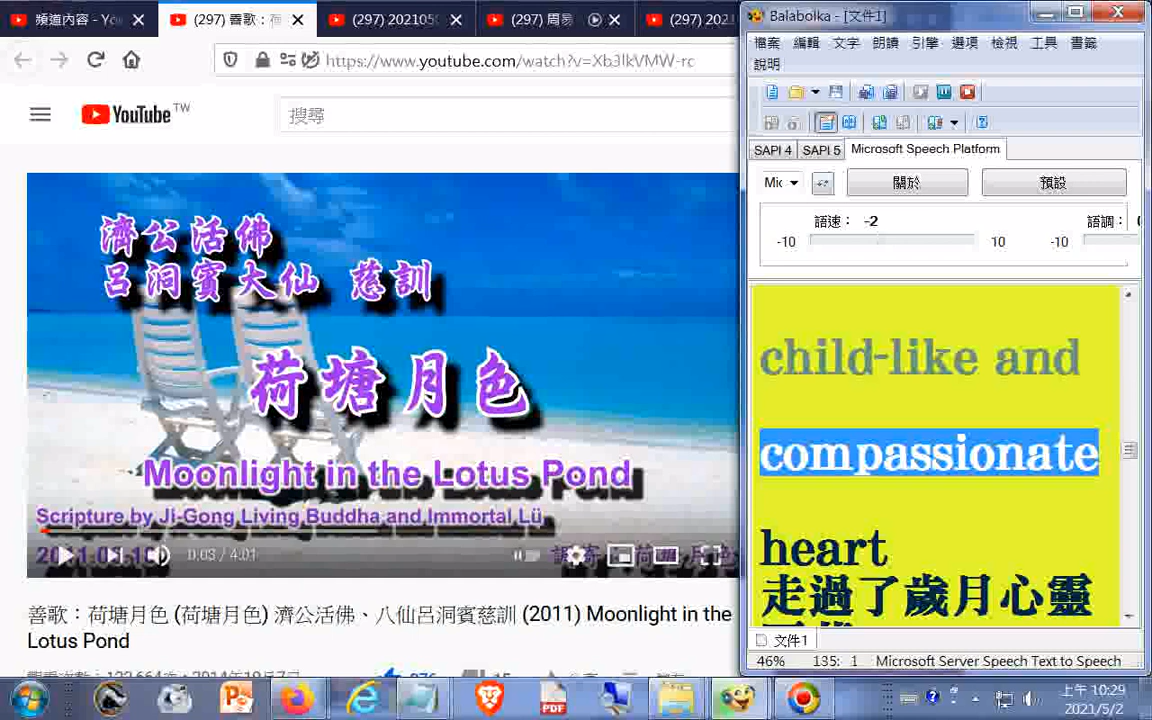 頻道內容 - Yo
(297) 善歌：荷
(297) 202105
(297) 周易
(297) 202
https://www.youtube.com/watch?v=Xb3lkVMW-rc
YouTube TW
搜尋
濟公活佛
呂洞賓大仙 慈訓
荷塘月色
Moonlight in the Lotus Pond
Scripture by Ji-Gong Living Buddha and Immortal Lü
0:03 / 4:01
善歌：荷塘月色 (荷塘月色) 濟公活佛、八仙呂洞賓慈訓 (2011) Moonlight in the
Lotus Pond
Balabolka - [文件1]
檔案 編輯 文字 朗讀 引擎 選項 檢視 工具 書籤
說明
SAPI 4 SAPI 5 Microsoft Speech Platform
Mic 關於 預設
語速： -2 語調：
-10 10 -10
child-like and
compassionate
heart
走過了歲月心靈
文件1
46% 135: 1 Microsoft Server Speech Text to Speech
上午 10:29
2021/5/2